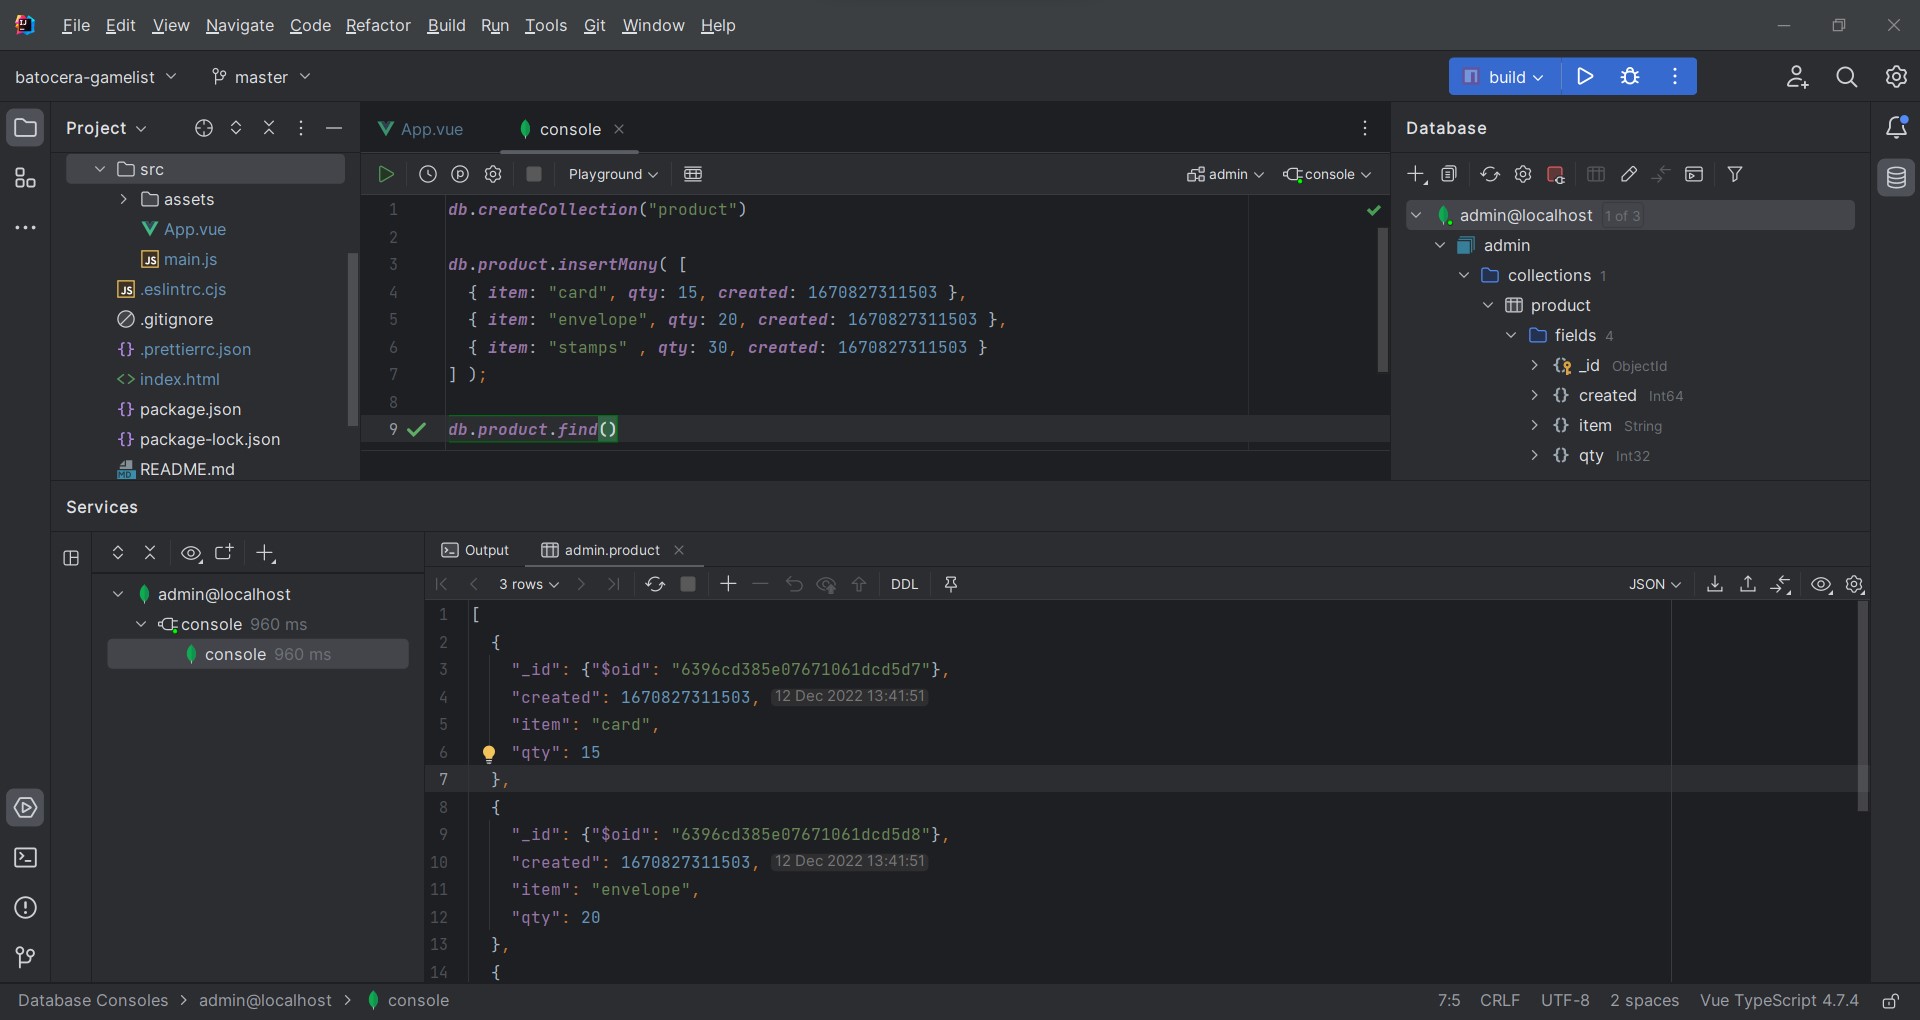 File Edit View Navigate Code Refactor Build Run Tools Git Window Help
batocera-gamelist master build
Project
src
assets
App.vue
main.js
.eslintrc.cjs
.gitignore
.prettierrc.json
index.html
package.json
package-lock.json
README.md
App.vue console
Playground admin console
1 db.createCollection("product")
2
3 db.product.insertMany( [
4 { item: "card", qty: 15, created: 1670827311503 },
5 { item: "envelope", qty: 20, created: 1670827311503 },
6 { item: "stamps" , qty: 30, created: 1670827311503 }
7 ] );
8
9 db.product.find()
Database
admin@localhost 1 of 3
admin
collections 1
product
fields 4
_id ObjectId
created Int64
item String
qty Int32
Services
admin@localhost
console 960 ms
console 960 ms
Output admin.product
3 rows DDL JSON
1 [
2 {
3 "_id": {"$oid": "6396cd385e07671061dcd5d7"},
4 "created": 1670827311503, 12 Dec 2022 13:41:51
5 "item": "card",
6 "qty": 15
7 },
8 {
9 "_id": {"$oid": "6396cd385e07671061dcd5d8"},
10 "created": 1670827311503, 12 Dec 2022 13:41:51
11 "item": "envelope",
12 "qty": 20
13 },
14 {
Database Consoles > admin@localhost > console
7:5 CRLF UTF-8 2 spaces Vue TypeScript 4.7.4